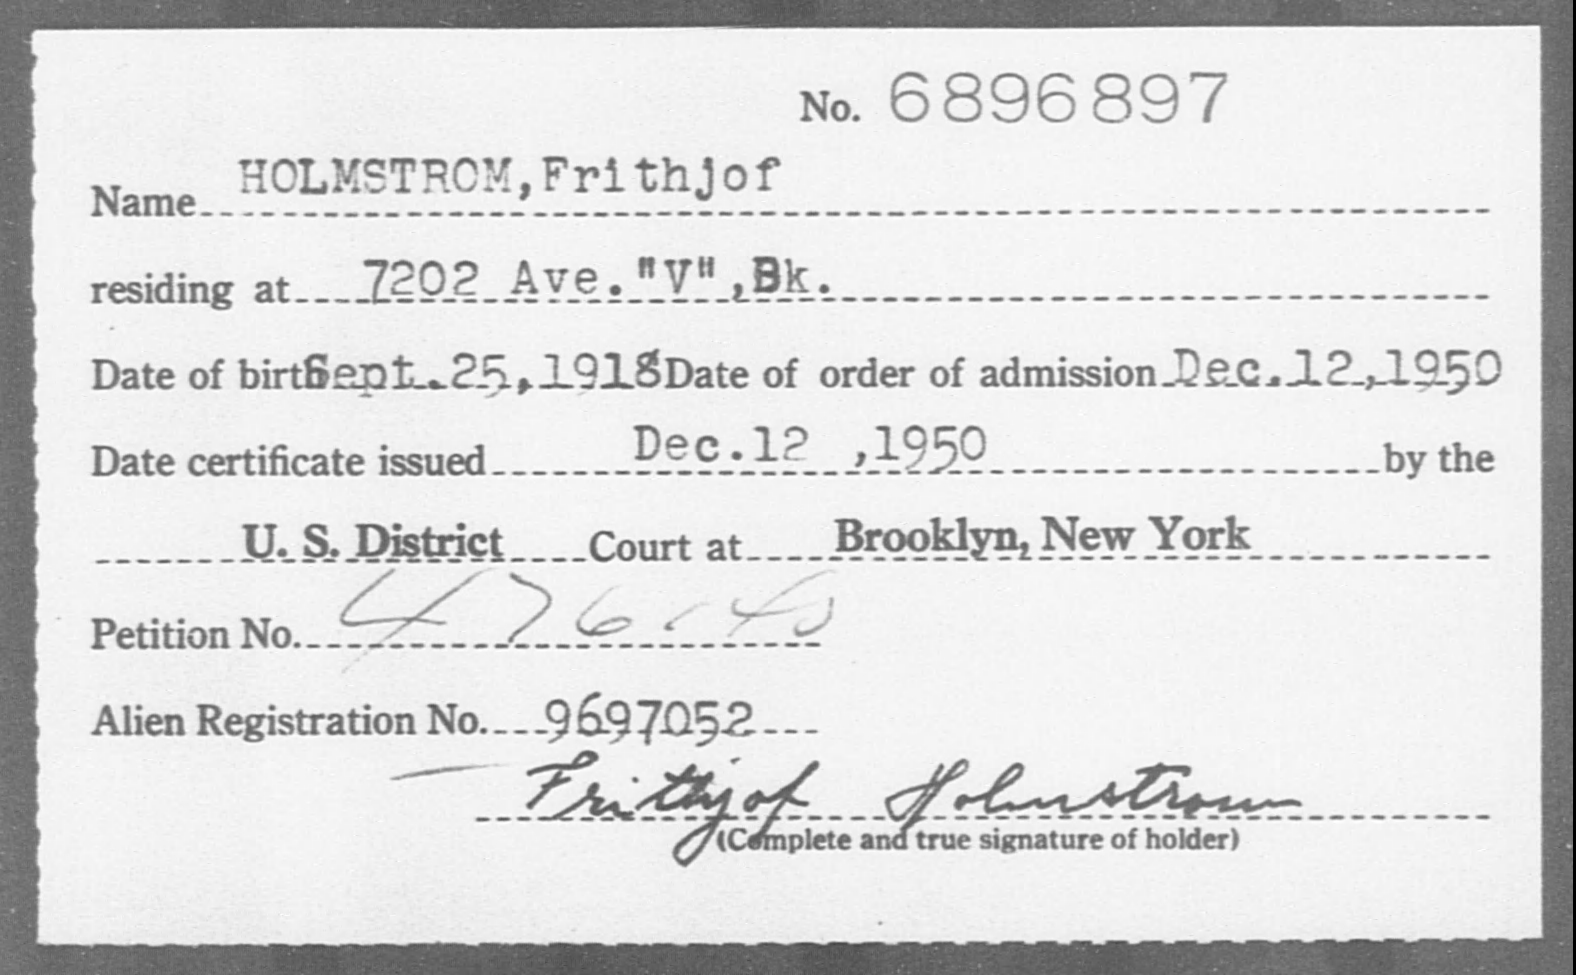 No. 6896897
Name HOLMSTROM,Frithjof
residing at 7202 Ave."V",Bk.
Date of birth Sept.25,1918 Date of order of admission Dec.12,1950
Date certificate issued Dec.12 ,1950 by the
U. S. District Court at Brooklyn, New York
Petition No.
Alien Registration No. 9697052
Frithjof Holmstrom
(Complete and true signature of holder)